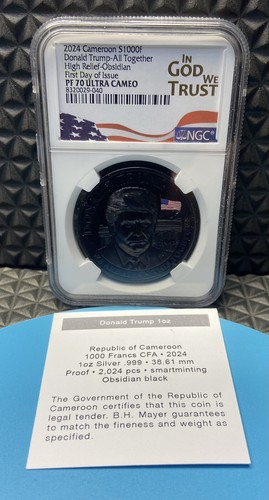 2024 Cameroon S1000F
Donald Trump-All Together
High Relief-Obsidian
First Day of Issue
PF 70 ULTRA CAMEO
8320029-040
IN
GOD WE
TRUST
NGC
Donald Trump 1oz
Republic of Cameroon
1000 Francs CFA • 2024
1oz Silver .999 • 38.61 mm
Proof • 2,024 pcs • smartminting
Obsidian black
The Government of the Republic of
Cameroon certifies that this coin is
legal tender. B.H. Mayer guarantees
to match the fineness and weight as
specified.